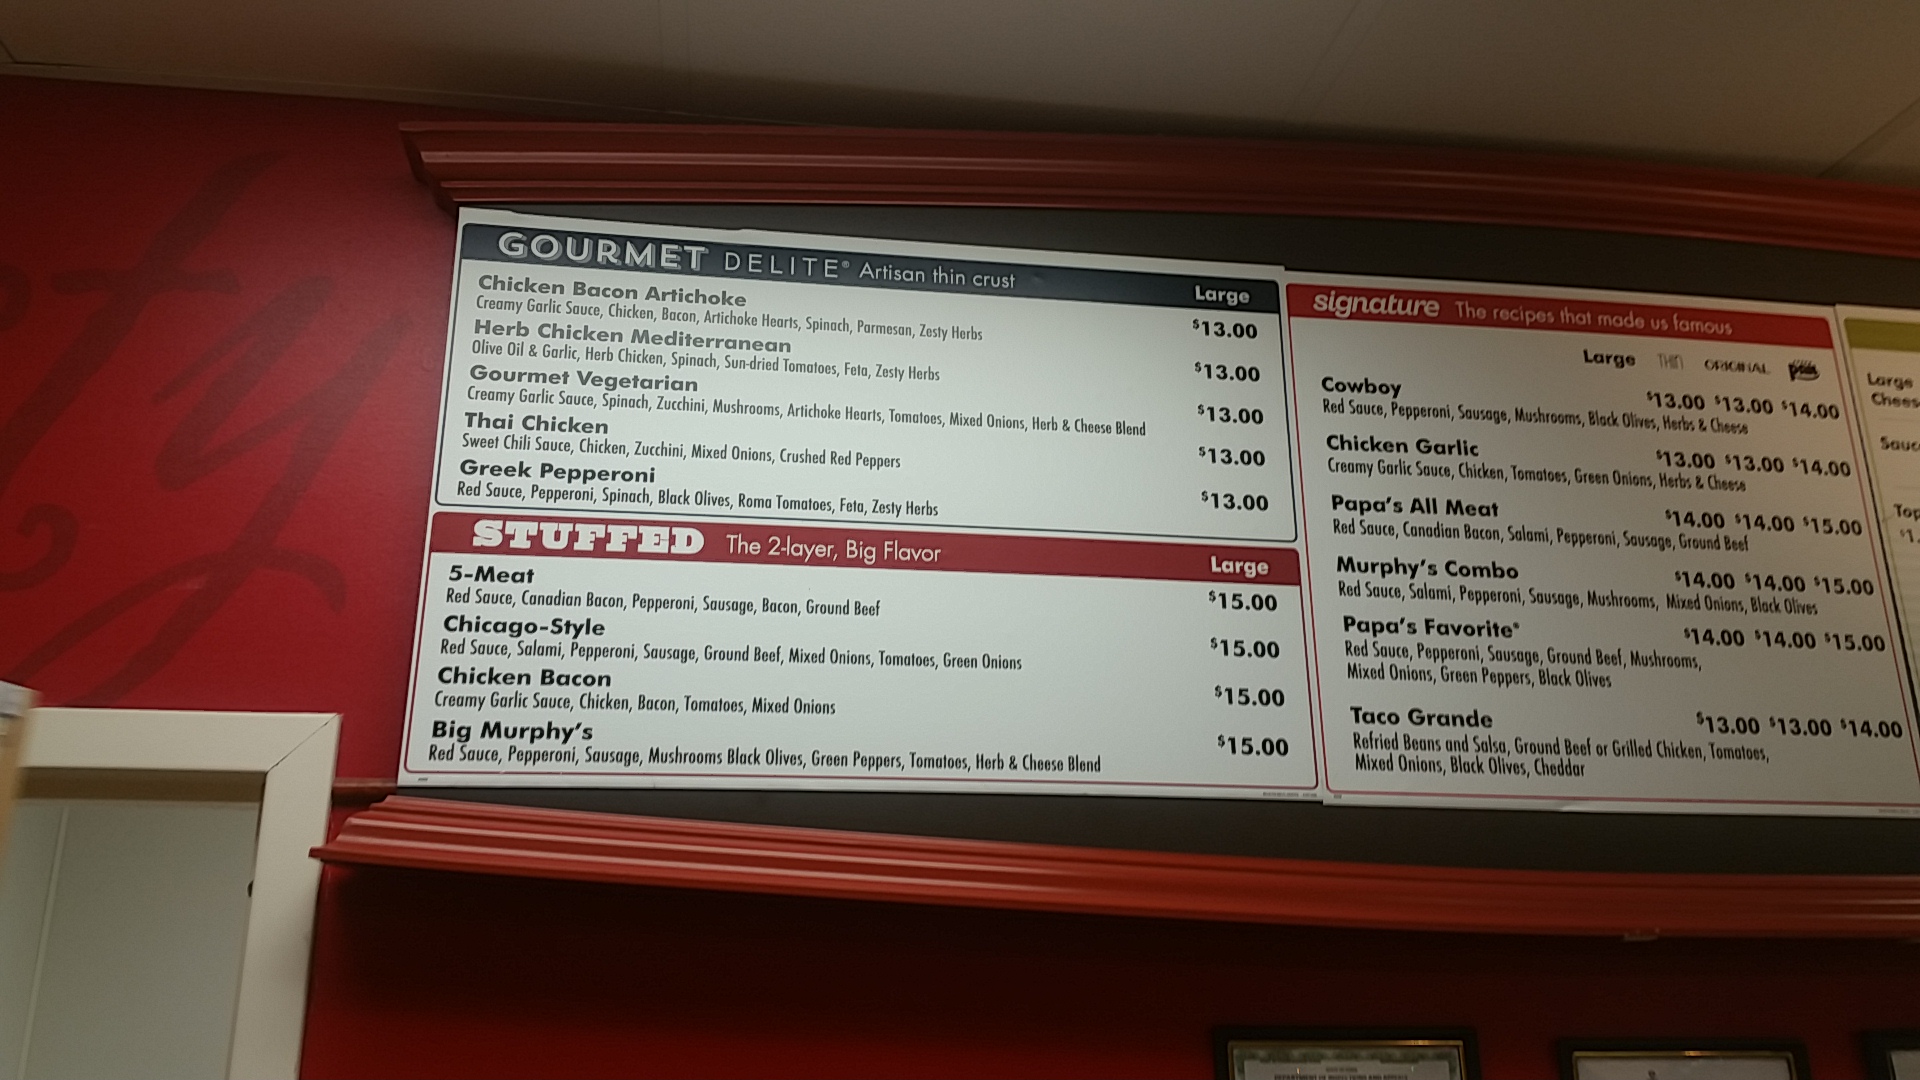 GOURMET DELITE® Artisan thin crust
Large
Chicken Bacon Artichoke
$13.00
Creamy Garlic Sauce, Chicken, Bacon, Artichoke Hearts, Spinach, Parmesan, Zesty Herbs
Herb Chicken Mediterranean
$13.00
Olive Oil & Garlic, Herb Chicken, Spinach, Sun-dried Tomatoes, Feta, Zesty Herbs
Gourmet Vegetarian
$13.00
Creamy Garlic Sauce, Spinach, Zucchini, Mushrooms, Artichoke Hearts, Tomatoes, Mixed Onions, Herb & Cheese Blend
Thai Chicken
$13.00
Sweet Chili Sauce, Chicken, Zucchini, Mixed Onions, Crushed Red Peppers
Greek Pepperoni
$13.00
Red Sauce, Pepperoni, Spinach, Black Olives, Roma Tomatoes, Feta, Zesty Herbs
STUFFED The 2-layer, Big Flavor
Large
5-Meat
$15.00
Red Sauce, Canadian Bacon, Pepperoni, Sausage, Bacon, Ground Beef
Chicago-Style
$15.00
Red Sauce, Salami, Pepperoni, Sausage, Ground Beef, Mixed Onions, Tomatoes, Green Onions
Chicken Bacon
$15.00
Creamy Garlic Sauce, Chicken, Bacon, Tomatoes, Mixed Onions
Big Murphy's
$15.00
Red Sauce, Pepperoni, Sausage, Mushrooms Black Olives, Green Peppers, Tomatoes, Herb & Cheese Blend
signature The recipes that made us famous
Large THIN ORIGINAL pan
Cowboy
$13.00 $13.00 $14.00
Red Sauce, Pepperoni, Sausage, Mushrooms, Black Olives, Herbs & Cheese
Chicken Garlic
$13.00 $13.00 $14.00
Creamy Garlic Sauce, Chicken, Tomatoes, Green Onions, Herbs & Cheese
Papa's All Meat
$14.00 $14.00 $15.00
Red Sauce, Canadian Bacon, Salami, Pepperoni, Sausage, Ground Beef
Murphy's Combo
$14.00 $14.00 $15.00
Red Sauce, Salami, Pepperoni, Sausage, Mushrooms, Mixed Onions, Black Olives
Papa's Favorite®
$14.00 $14.00 $15.00
Red Sauce, Pepperoni, Sausage, Ground Beef, Mushrooms,
Mixed Onions, Green Peppers, Black Olives
Taco Grande
$13.00 $13.00 $14.00
Refried Beans and Salsa, Ground Beef or Grilled Chicken, Tomatoes,
Mixed Onions, Black Olives, Cheddar
Large